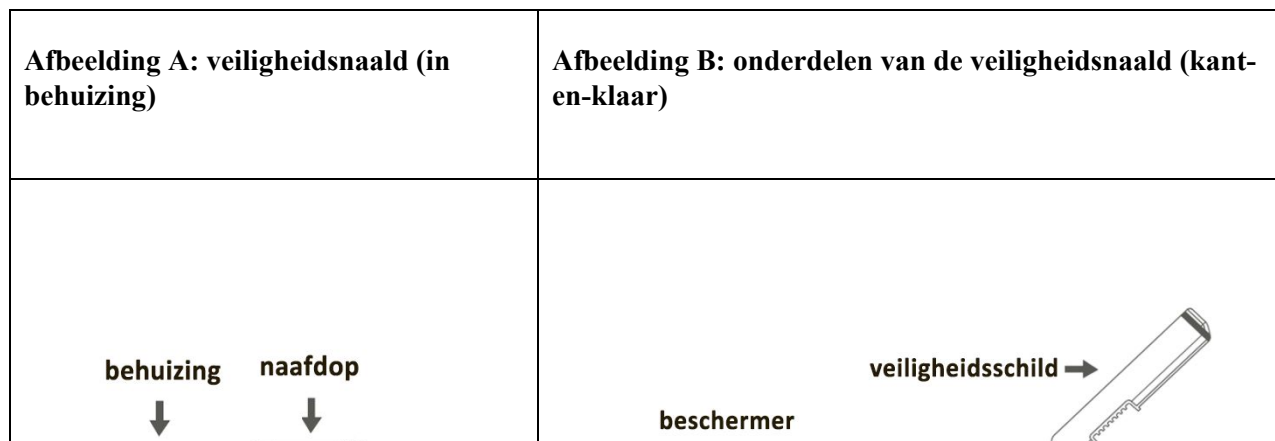 Afbeelding A: veiligheidsnaald (in
behuizing)
Afbeelding B: onderdelen van de veiligheidsnaald (kant-
en-klaar)
behuizing
naafdop
veiligheidsschild
beschermer